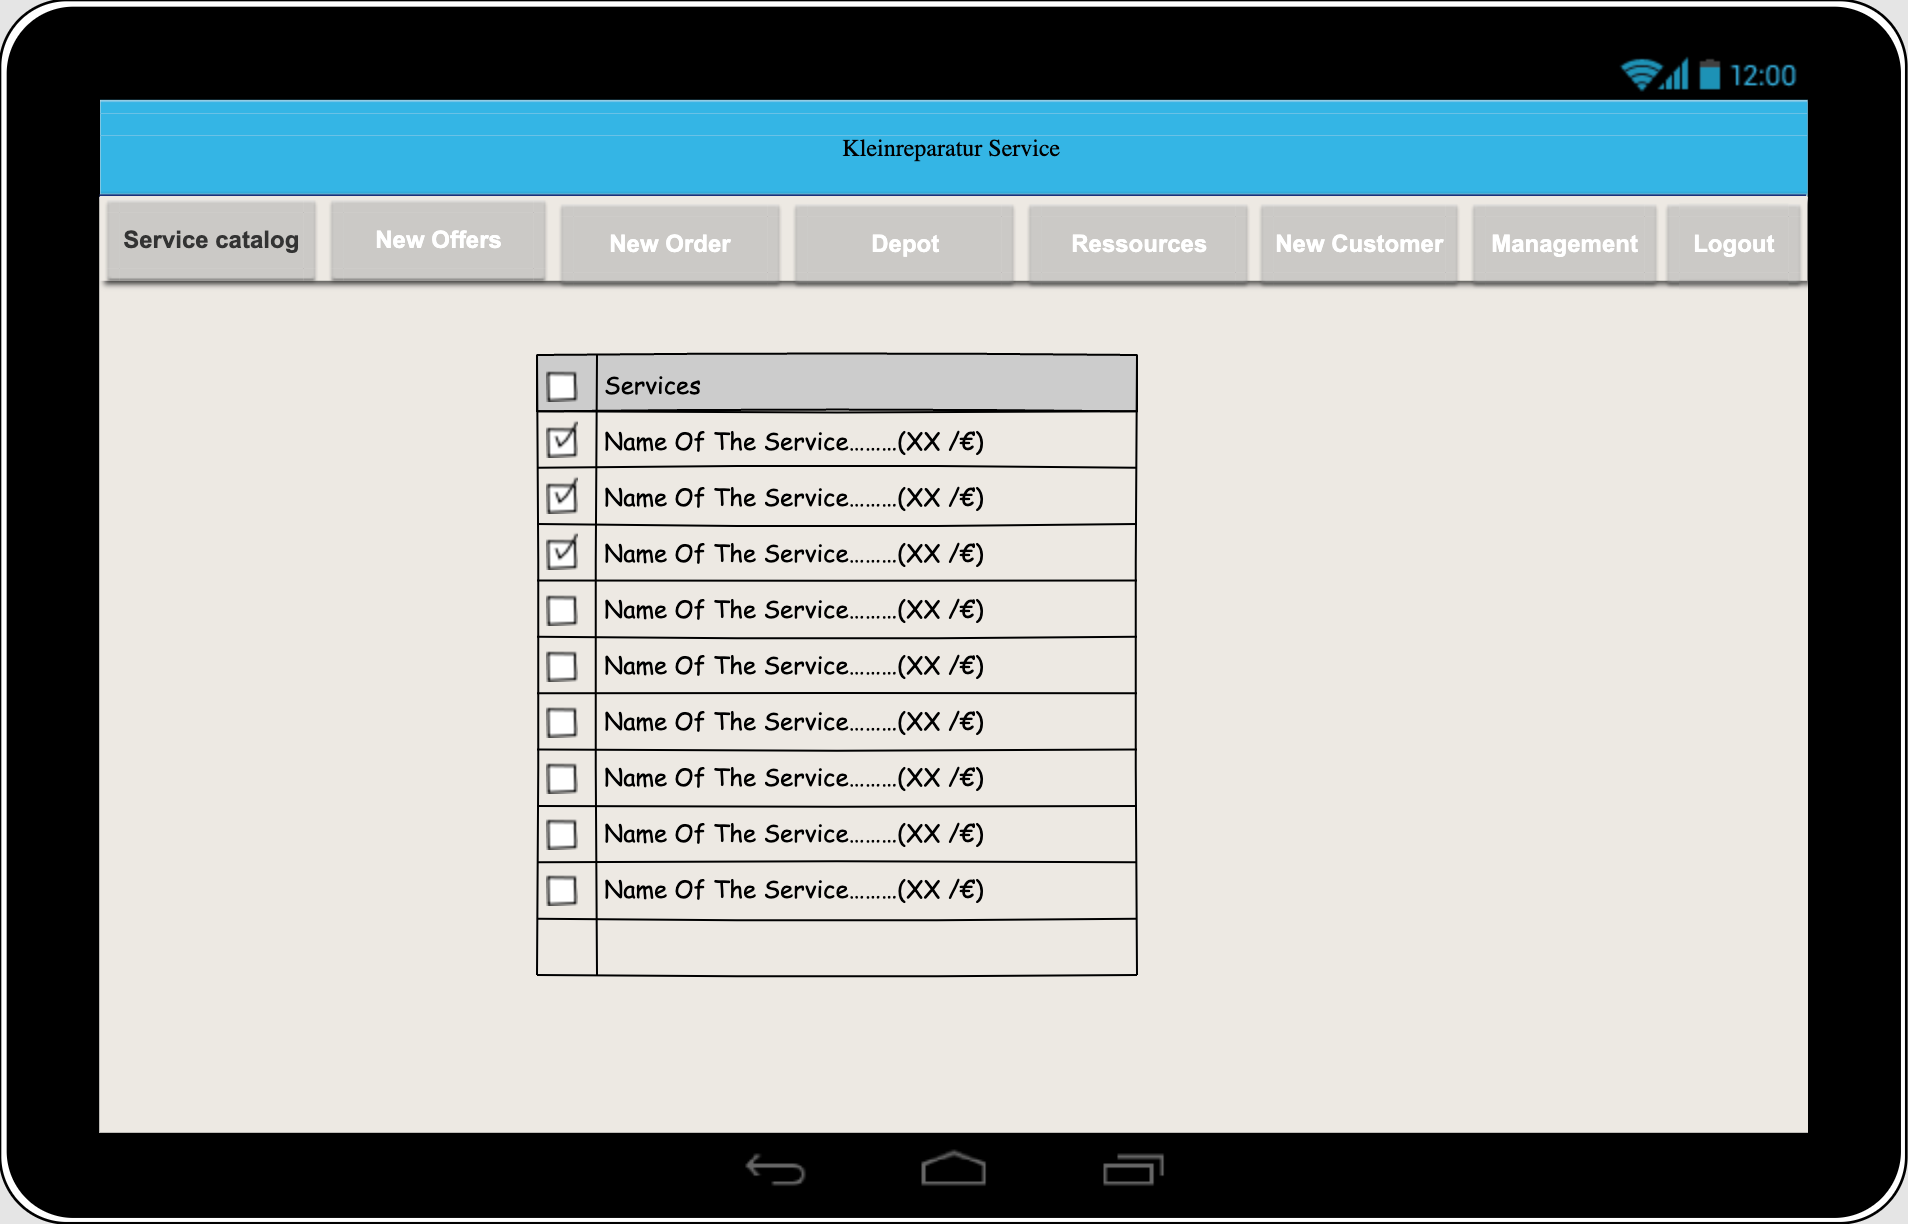 12:00
Kleinreparatur Service
Service catalog New Offers New Order Depot Ressources New Customer Management Logout
Services
Name Of The Service.........(XX /€)
Name Of The Service.........(XX /€)
Name Of The Service.........(XX /€)
Name Of The Service.........(XX /€)
Name Of The Service.........(XX /€)
Name Of The Service.........(XX /€)
Name Of The Service.........(XX /€)
Name Of The Service.........(XX /€)
Name Of The Service.........(XX /€)